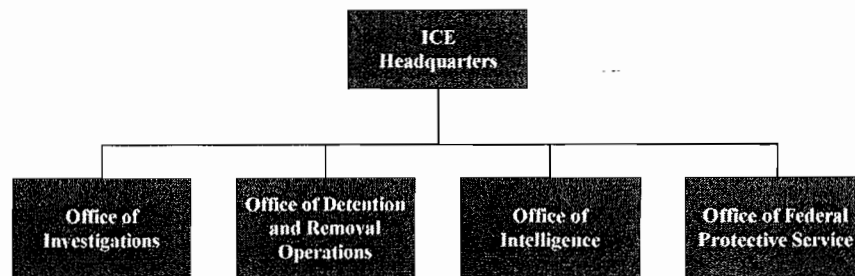 ICE
Headquarters
Office of
Investigations
Office of Detention
and Removal
Operations
Office of
Intelligence
Office of Federal
Protective Service